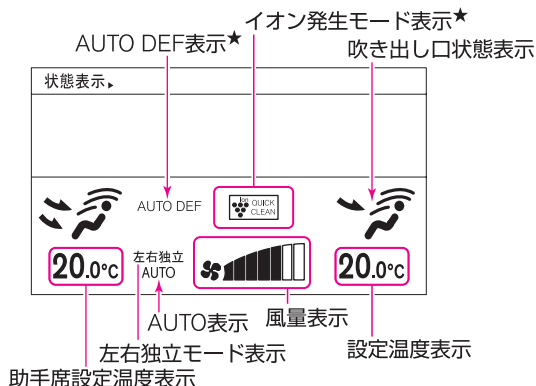 イオン発生モード表示★
AUTO DEF表示★
吹き出し口状態表示
状態表示▸
AUTO DEF
ion QUICK
CLEAN
20.0℃
左右独立
AUTO
20.0℃
AUTO表示
風量表示
左右独立モード表示
設定温度表示
助手席設定温度表示